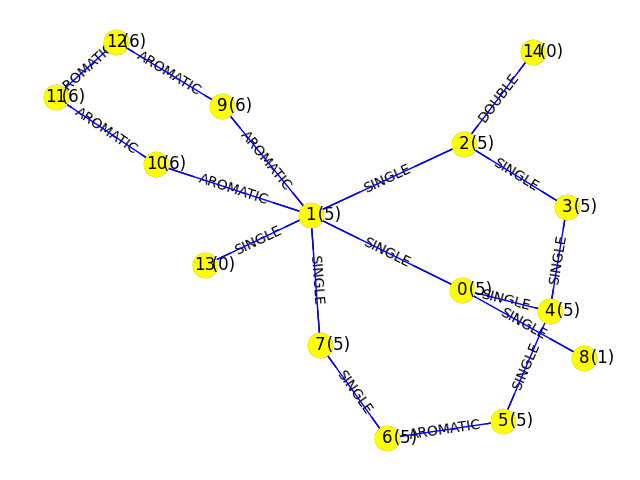 12(6)
14(0)
AROMATIC
AROMATIC
DOUBLE
11(6)
9(6)
AROMATIC
AROMATIC
2(5)
10(6)
AROMATIC
SINGLE
SINGLE
1(5)
3(5)
SINGLE
SINGLE
SINGLE
13(0)
SINGLE
0(5)
SINGLE
4(5)
SINGLE
7(5)
8(1)
SINGLE
SINGLE
5(5)
6(5)
AROMATIC